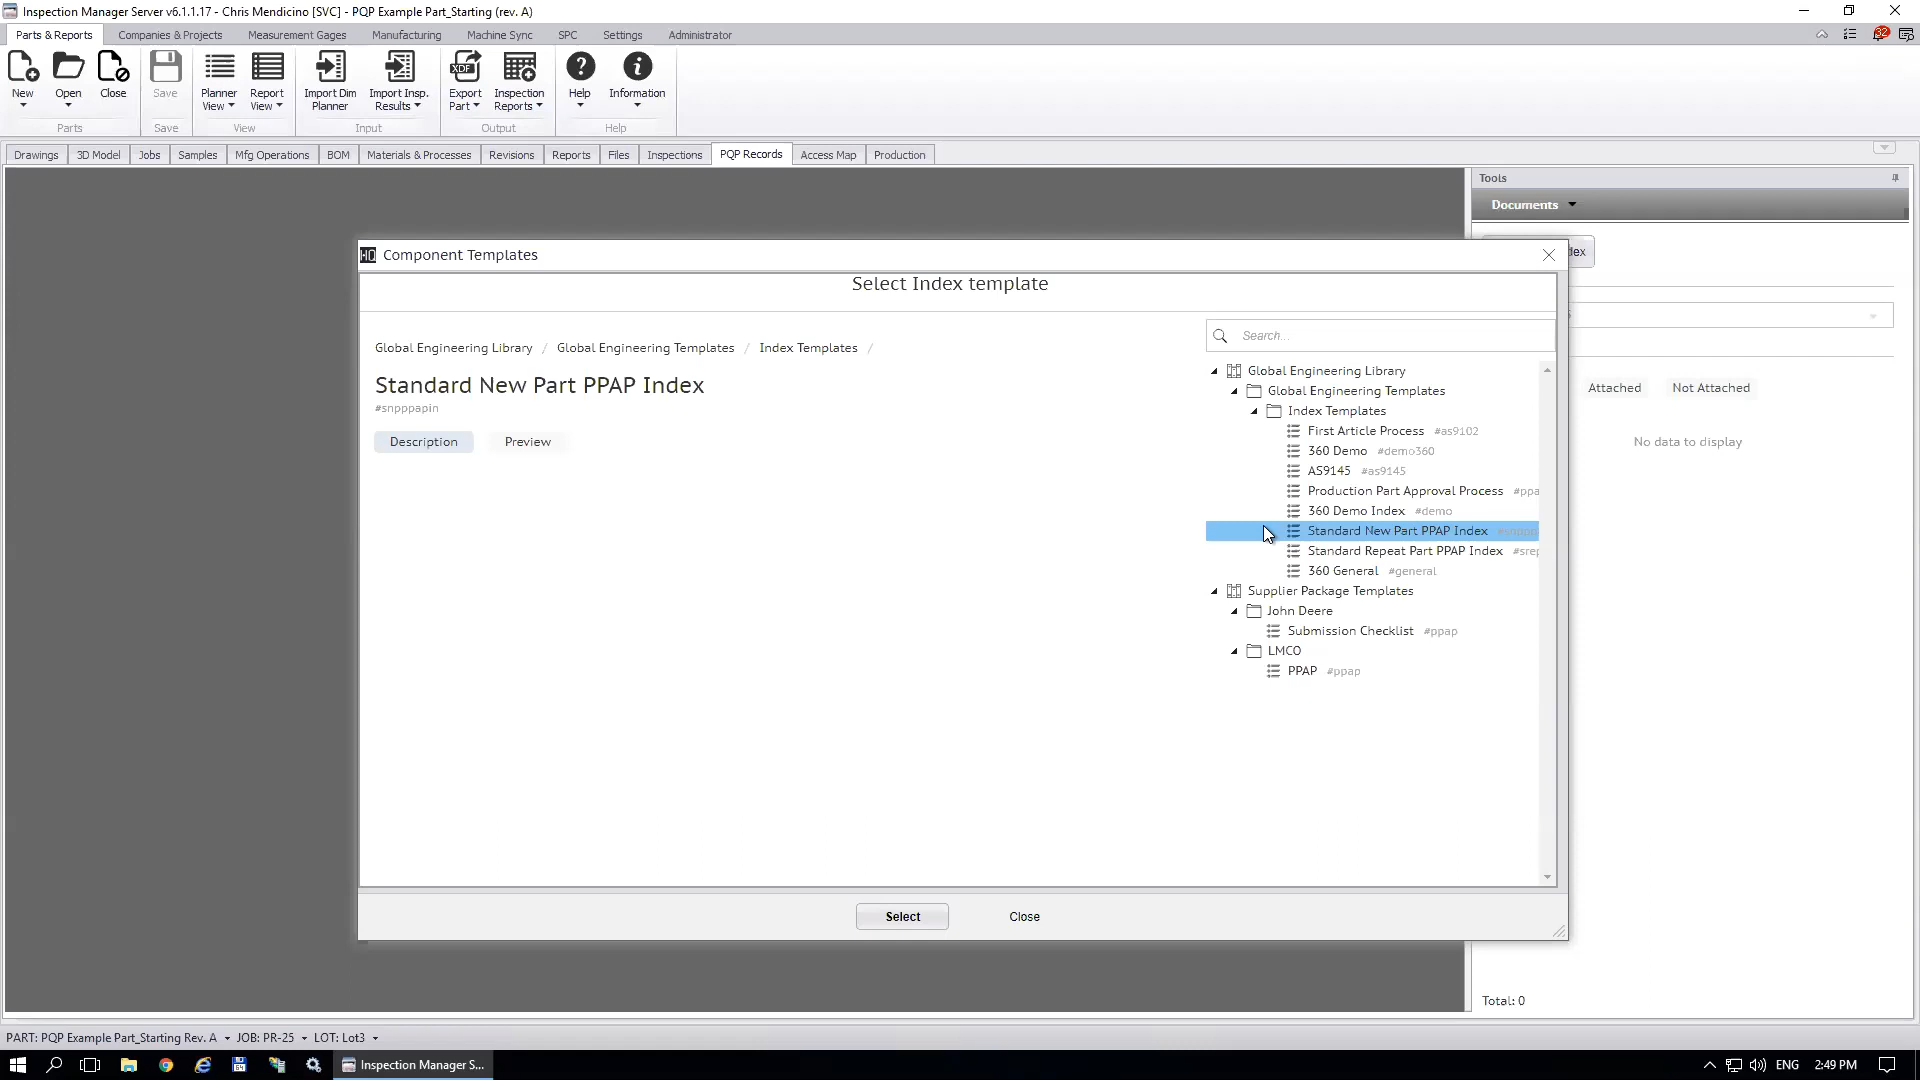 Inspection Manager Server v6.1.1.17 - Chris Mendicino [SVC] - PQP Example Part_Starting (rev. A)
Parts & Reports Companies & Projects Measurement Gages Manufacturing Machine Sync SPC Settings Administrator
32
New Open Close Save Planner View Report View Import Dim Planner Import Insp. Results XDF Export Part Inspection Reports Help Information
Parts Save View Input Output Help
Drawings 3D Model Jobs Samples Mfg Operations BOM Materials & Processes Revisions Reports Files Inspections PQP Records Access Map Production
Tools
Documents
HQ Component Templates
Select Index template
Global Engineering Library / Global Engineering Templates / Index Templates /
Standard New Part PPAP Index
#snpppapin
Description Preview
Search...
Global Engineering Library
Global Engineering Templates
Index Templates
First Article Process #as9102
360 Demo #demo360
AS9145 #as9145
Production Part Approval Process #ppa
360 Demo Index #demo
Standard New Part PPAP Index
Standard Repeat Part PPAP Index #srep
360 General #general
Supplier Package Templates
John Deere
Submission Checklist #ppap
LMCO
PPAP #ppap
Select Close
Attached Not Attached
No data to display
Total: 0
PART: PQP Example Part_Starting Rev. A JOB: PR-25 LOT: Lot3
Inspection Manager S... ENG 2:49 PM